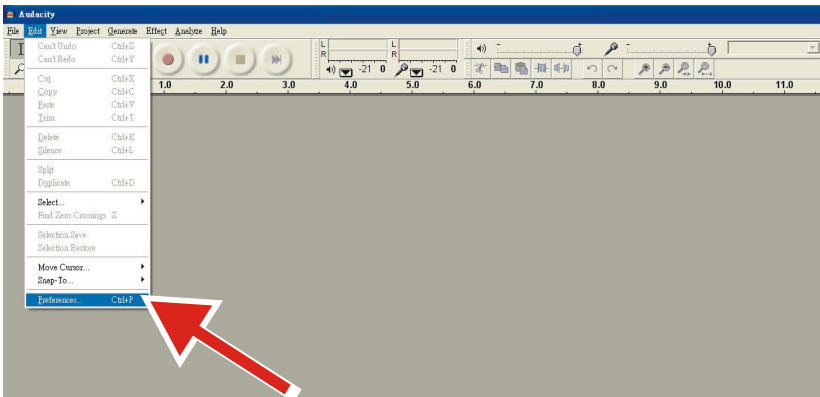 Audacity
File Edit View Project Generate Effect Analyze Help
Can't Undo Ctrl+Z
Can't Redo Ctrl+Y
Cut Ctrl+X
Copy Ctrl+C
Paste Ctrl+V
Trim Ctrl+T
Delete Ctrl+K
Silence Ctrl+L
Split
Duplicate Ctrl+D
Select...
Find Zero Crossings Z
Selection Save
Selection Restore
Move Cursor...
Snap-To...
Preferences... Ctrl+P
L L
R R
-21 0 -21 0
1.0 2.0 3.0 4.0 5.0 6.0 7.0 8.0 9.0 10.0 11.0